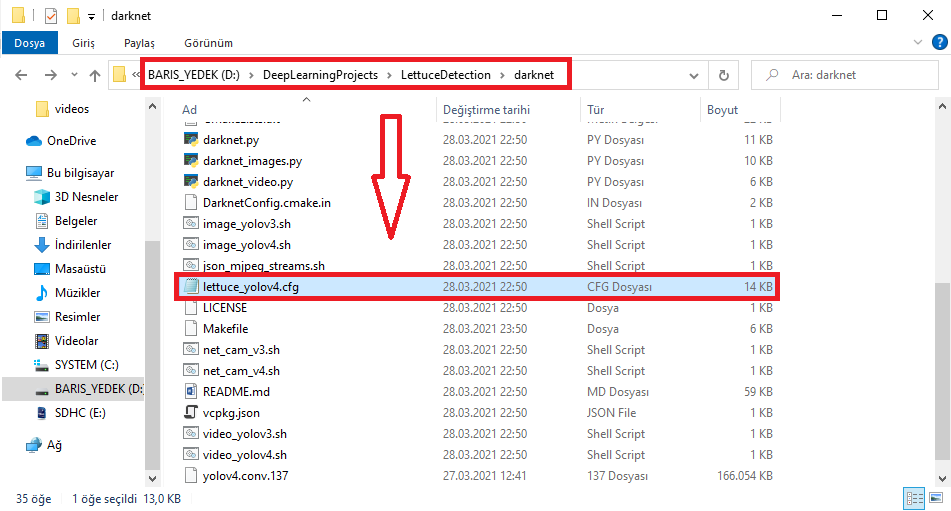 darknet
Dosya Giriş Paylaş Görünüm
« BARIS_YEDEK (D:) > DeepLearningProjects > LettuceDetection > darknet
Ara: darknet
videos
OneDrive
Bu bilgisayar
3D Nesneler
Belgeler
İndirilenler
Masaüstü
Müzikler
Resimler
Videolar
SYSTEM (C:)
BARIS_YEDEK (D:)
SDHC (E:)
Ağ
Ad Değiştirme tarihi Tür Boyut
darknet.py 28.03.2021 22:50 PY Dosyası 11 KB
darknet_images.py 28.03.2021 22:50 PY Dosyası 10 KB
darknet_video.py 28.03.2021 22:50 PY Dosyası 6 KB
DarknetConfig.cmake.in 28.03.2021 22:50 IN Dosyası 2 KB
image_yolov3.sh 28.03.2021 22:50 Shell Script 1 KB
image_yolov4.sh 28.03.2021 22:50 Shell Script 1 KB
json_mjpeg_streams.sh 28.03.2021 22:50 Shell Script 1 KB
lettuce_yolov4.cfg 28.03.2021 22:50 CFG Dosyası 14 KB
LICENSE 28.03.2021 22:50 Dosya 1 KB
Makefile 28.03.2021 23:50 Dosya 6 KB
net_cam_v3.sh 28.03.2021 22:50 Shell Script 1 KB
net_cam_v4.sh 28.03.2021 22:50 Shell Script 1 KB
README.md 28.03.2021 22:50 MD Dosyası 59 KB
vcpkg.json 28.03.2021 22:50 JSON File 1 KB
video_yolov3.sh 28.03.2021 22:50 Shell Script 1 KB
video_yolov4.sh 28.03.2021 22:50 Shell Script 1 KB
yolov4.conv.137 27.03.2021 12:41 137 Dosyası 166.054 KB
35 öğe 1 öğe seçildi 13,0 KB